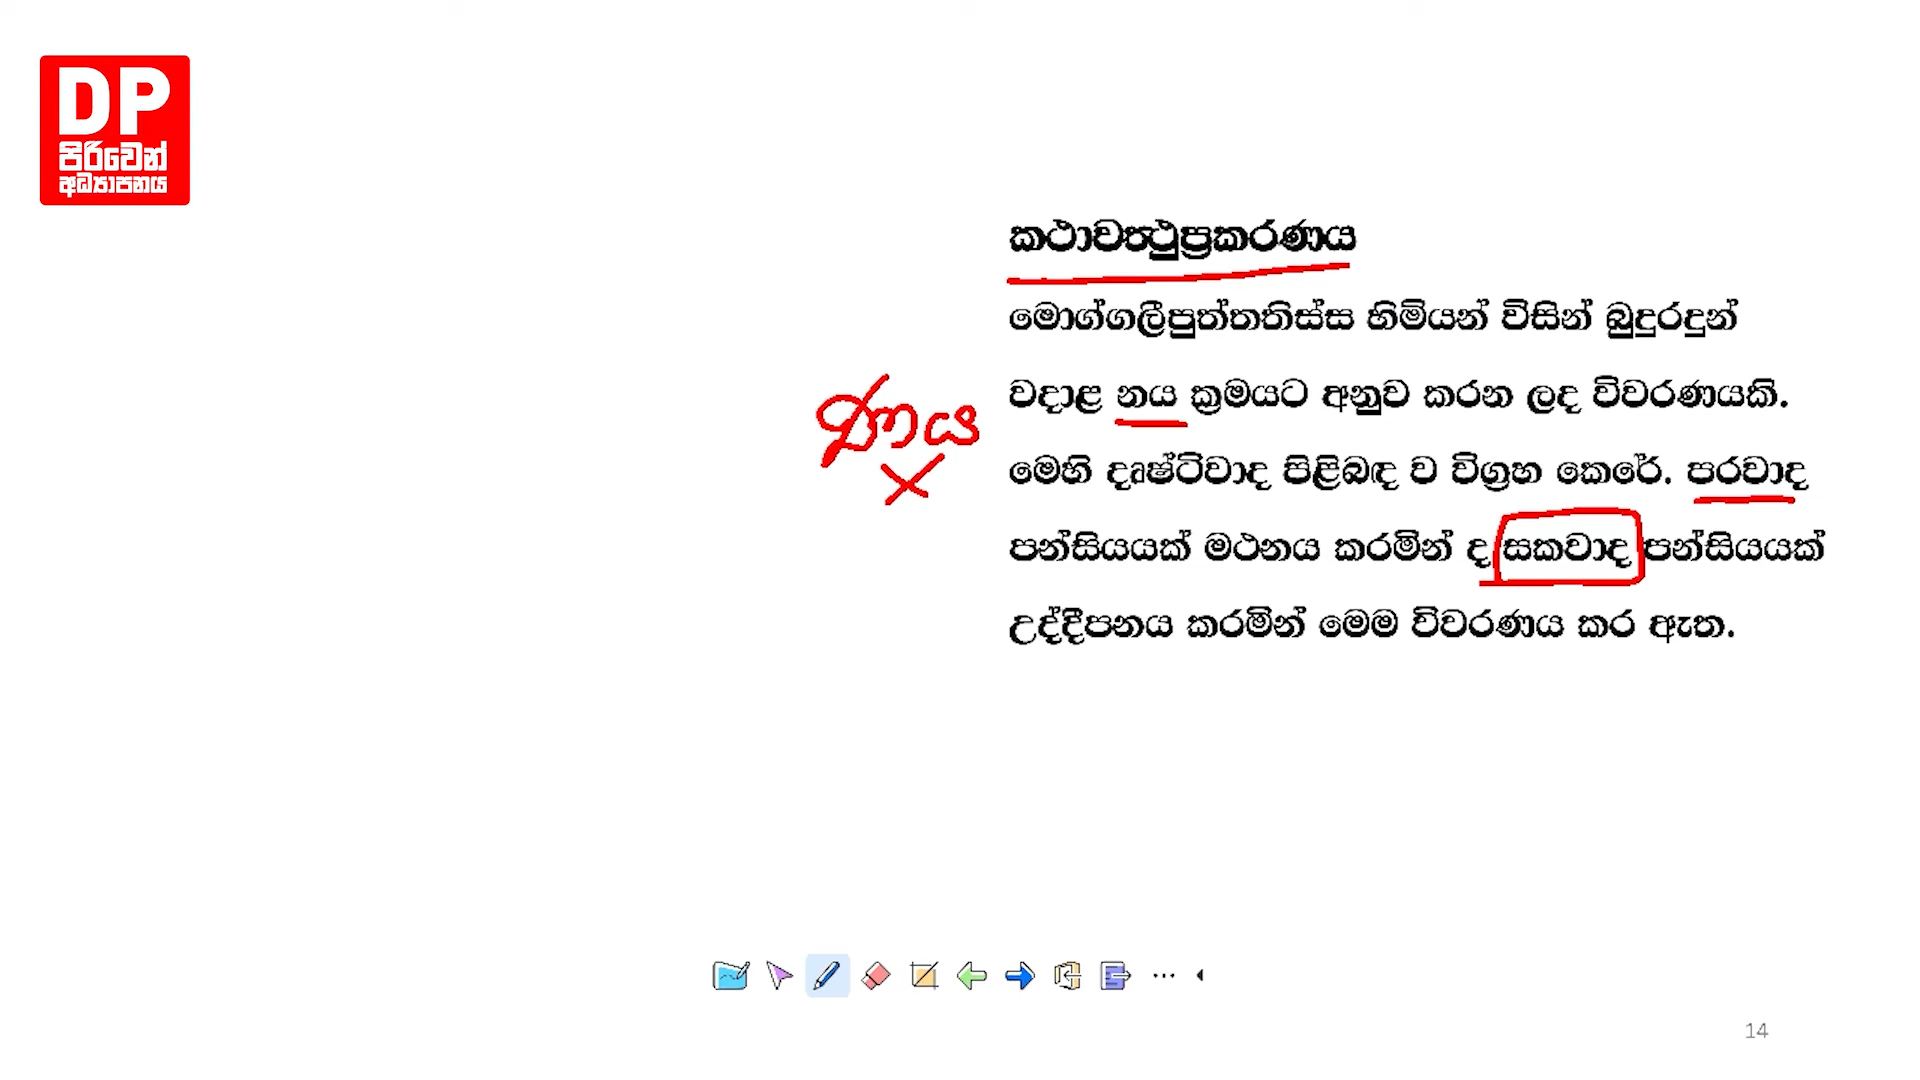 DP
පිරිවෙන්
අධ්‍යාපනය
කථාවත්ථුප්‍රකරණය
මොග්ගලීපුත්තතිස්ස හිමියන් විසින් බුදුරදුන්
වදාළ නය ක්‍රමයට අනුව කරන ලද විවරණයකි.
ණය
මෙහි දෘෂ්ටිවාද පිළිබඳ ව විග්‍රහ කෙරේ. පරවාද
පන්සියයක් මථනය කරමින් ද සකවාද පන්සියයක්
උද්දීපනය කරමින් මෙම විවරණය කර ඇත.
14